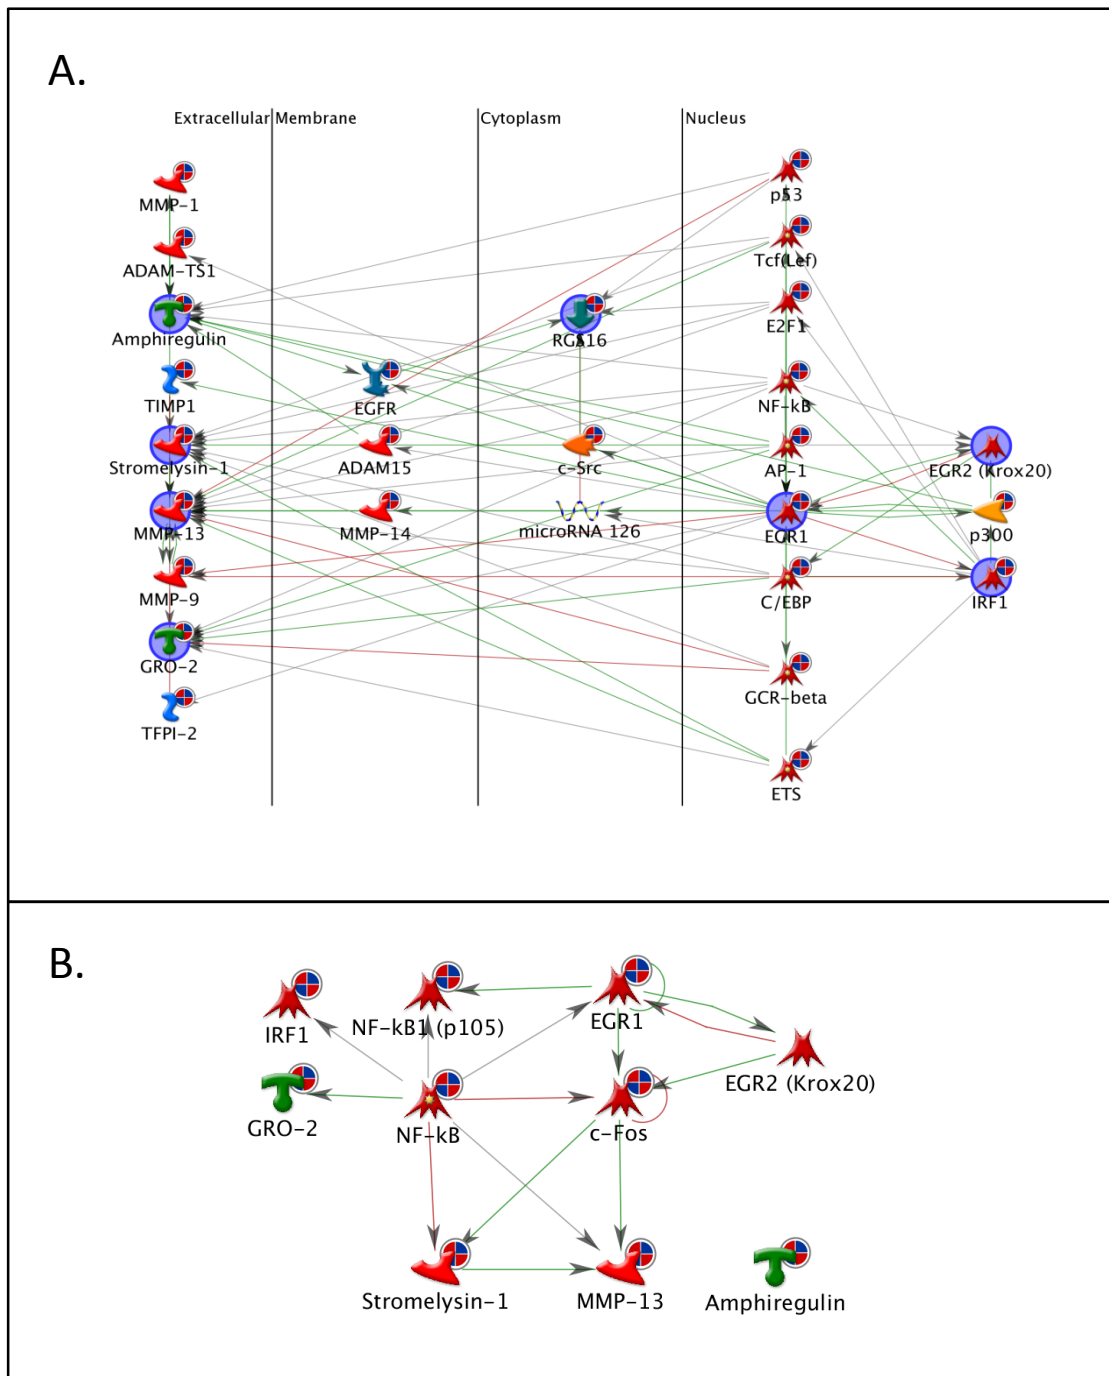 A.
Extracellular Membrane Cytoplasm Nucleus
MMP-1
p53
ADAM-TS1
Tcf(Lef)
Amphiregulin
RGS16
E2F1
TIMP1
EGFR
NF-kB
Stromelysin-1
ADAM15
c-Src
AP-1
EGR2 (Krox20)
MMP-13
MMP-14
microRNA 126
EGR1
p300
MMP-9
C/EBP
IRF1
GRO-2
GCR-beta
TFPI-2
ETS
B.
IRF1
NF-kB1 (p105)
EGR1
EGR2 (Krox20)
GRO-2
NF-kB
c-Fos
Stromelysin-1
MMP-13
Amphiregulin